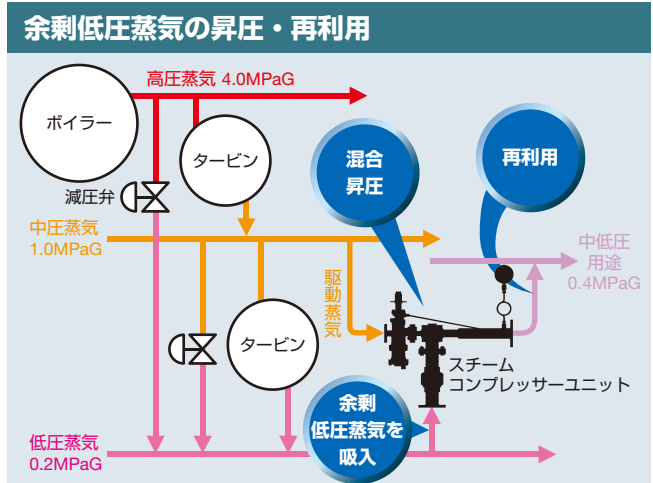 余剰低圧蒸気の昇圧・再利用
高圧蒸気 4.0MPaG
ボイラー
タービン
混合
昇圧
再利用
減圧弁
中圧蒸気
1.0MPaG
中低圧
用途
0.4MPaG
駆動蒸気
タービン
スチーム
コンプレッサーユニット
余剰
低圧蒸気を
吸入
低圧蒸気
0.2MPaG